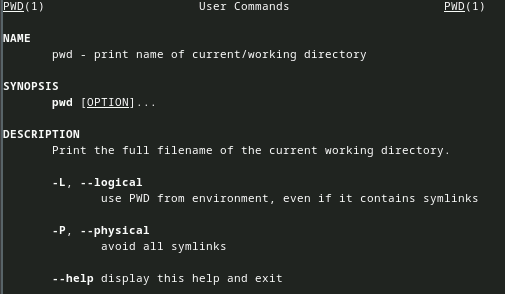 PWD(1) User Commands PWD(1)
NAME
pwd - print name of current/working directory
SYNOPSIS
pwd [OPTION]...
DESCRIPTION
Print the full filename of the current working directory.
-L, --logical
use PWD from environment, even if it contains symlinks
-P, --physical
avoid all symlinks
--help display this help and exit